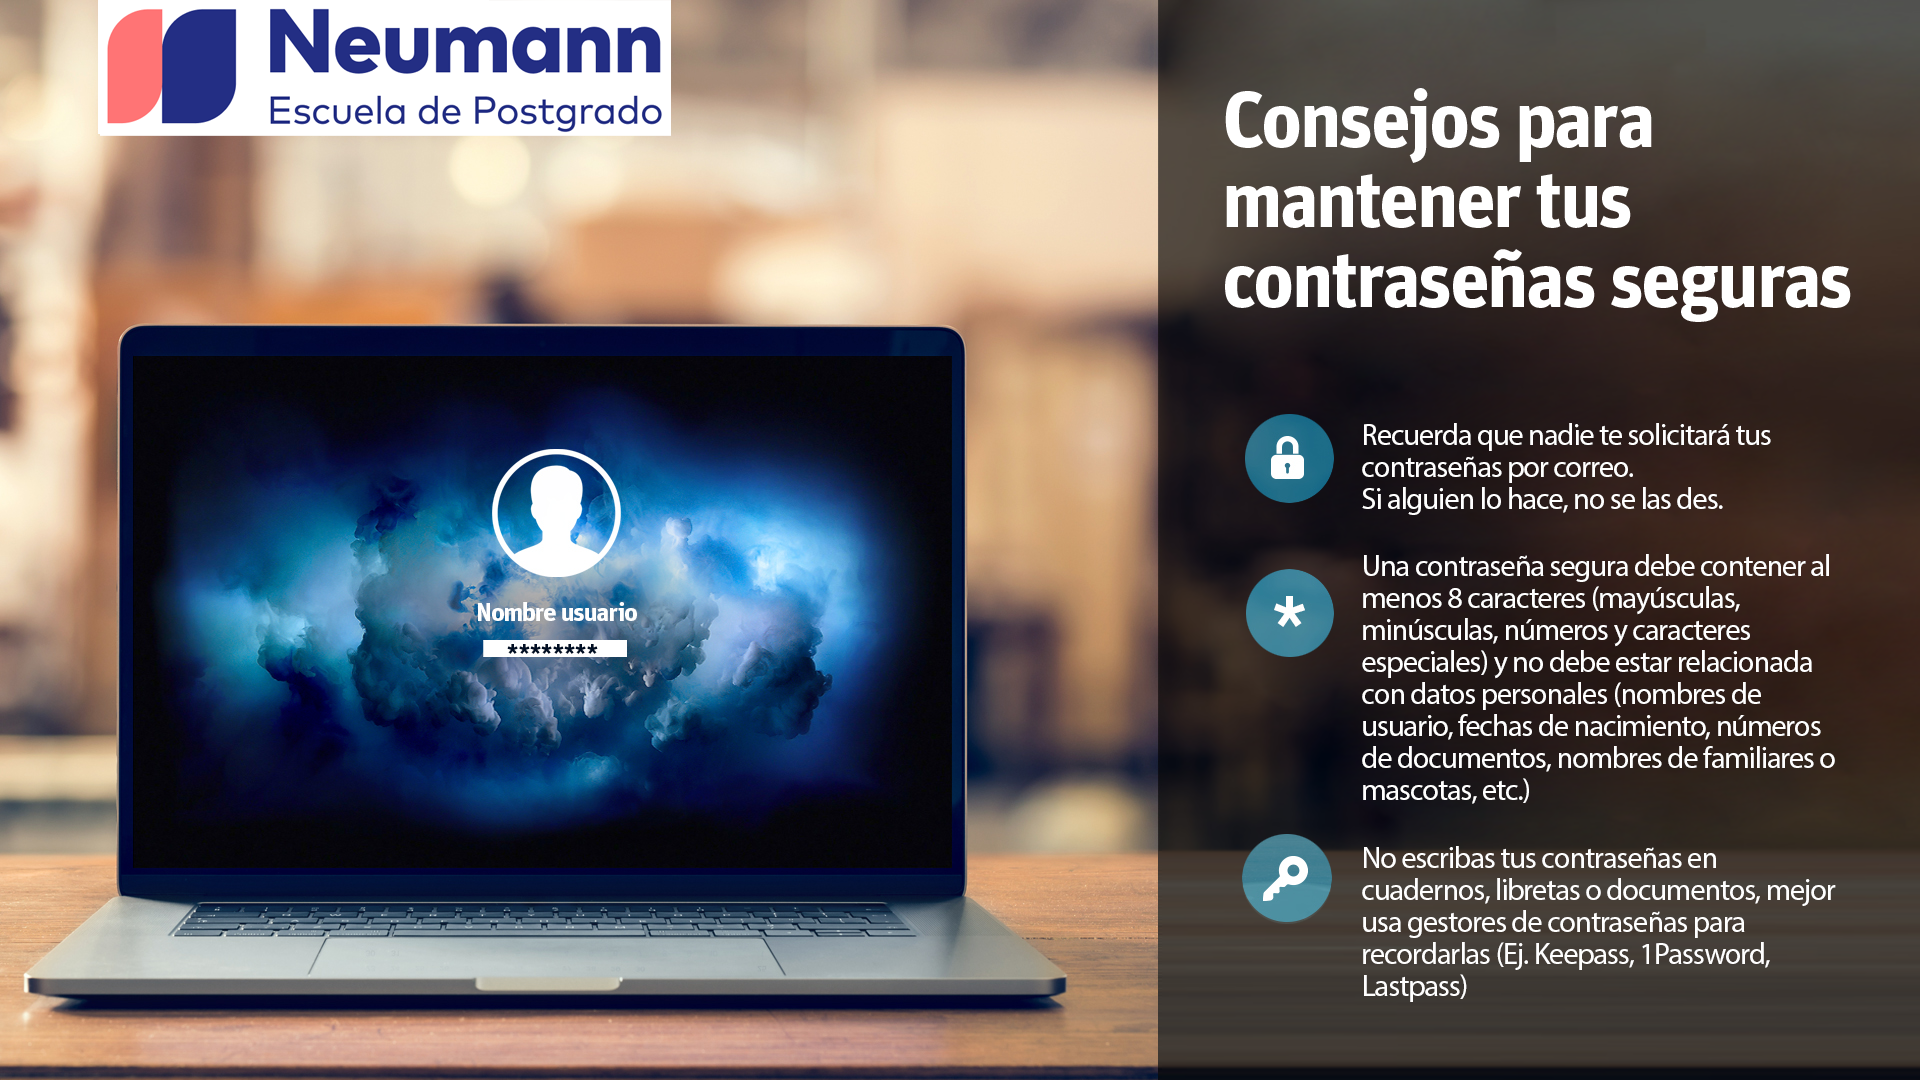 Neumann
Escuela de Postgrado
Consejos para
mantener tus
contraseñas seguras
Nombre usuario
********
Recuerda que nadie te solicitará tus
contraseñas por correo.
Si alguien lo hace, no se las des.
*
Una contraseña segura debe contener al
menos 8 caracteres (mayúsculas,
minúsculas, números y caracteres
especiales) y no debe estar relacionada
con datos personales (nombres de
usuario, fechas de nacimiento, números
de documentos, nombres de familiares o
mascotas, etc.)
No escribas tus contraseñas en
cuadernos, libretas o documentos, mejor
usa gestores de contraseñas para
recordarlas (Ej. Keepass, 1Password,
Lastpass)